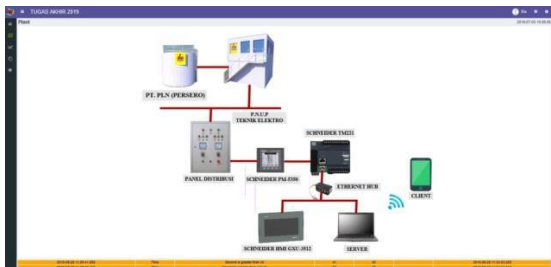 TUGAS AKHIR 2019
Plant
PT. PLN (PERSERO)
P.N.U.P
TEKNIK ELEKTRO
SCHNEIDER TM221
PANEL DISTRIBUSI
SCHNEIDER PM-5350
ETHERNET HUB
CLIENT
SCHNEIDER HMI GXU-3512
SERVER